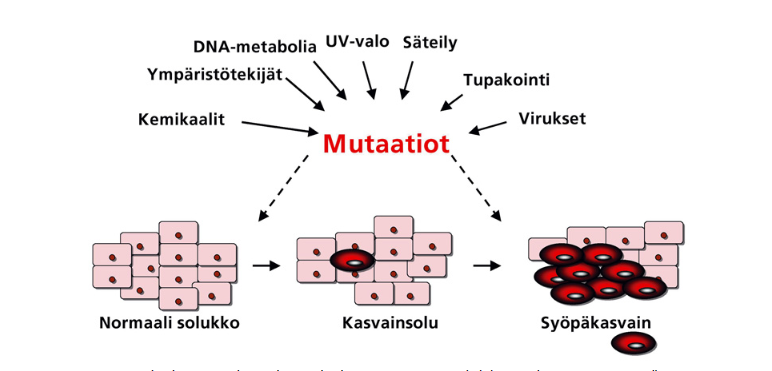 DNA-metabolia
UV-valo
Säteily
Ympäristötekijät
Tupakointi
Kemikaalit
Virukset
Mutaatiot
Normaali solukko
Kasvainsolu
Syöpäkasvain